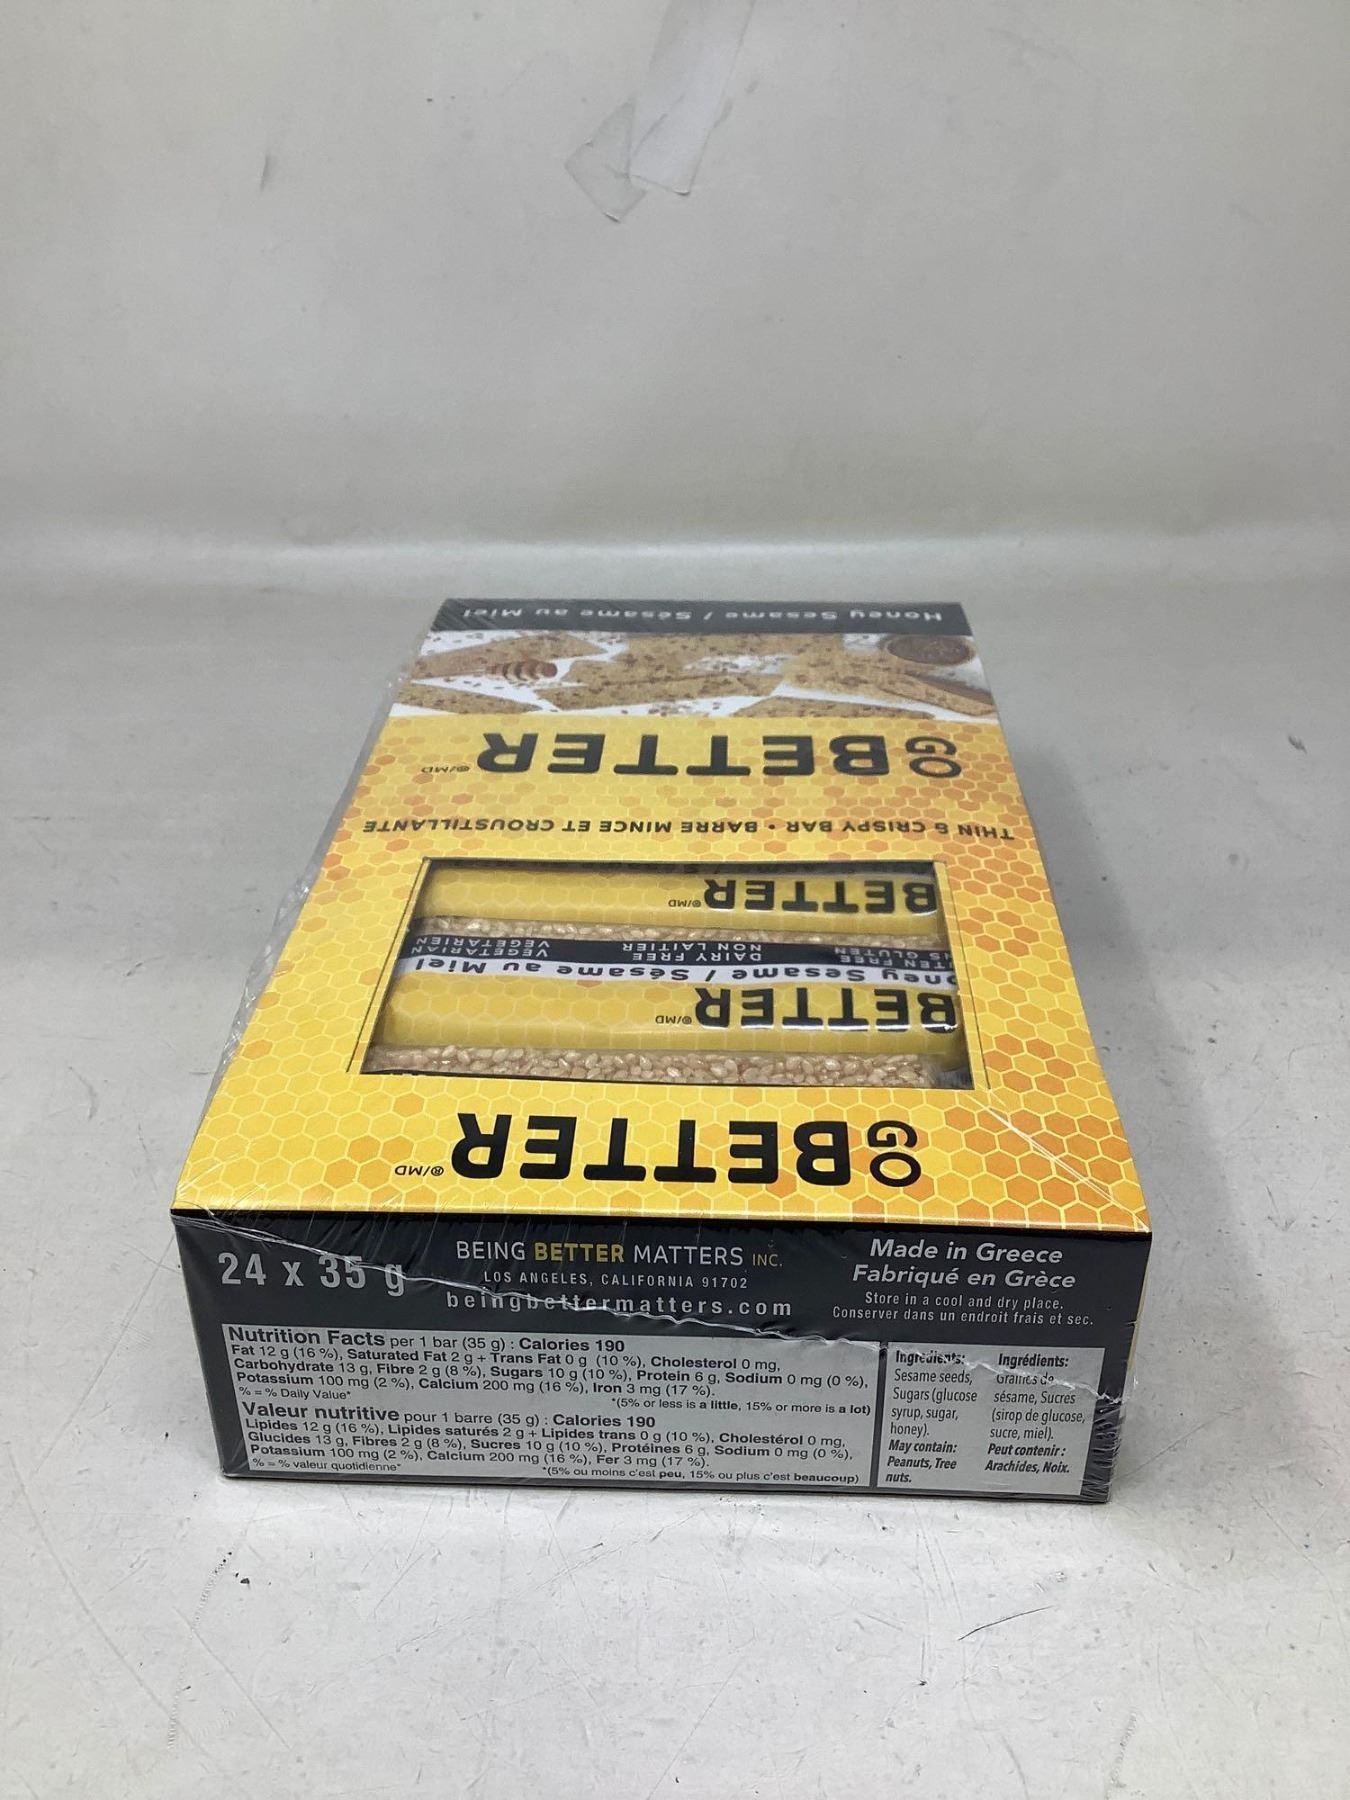 Honey Sesame / Sésame au Miel
GO BETTER ®/MD
THIN & CRISPY BAR • BARRE MINCE ET CROUSTILLANTE
BETTER ®/MD
VEGETARIAN
VEGETARIEN
DAIRY FREE
NON LAITIER
TEN FREE
IS GLUTEN
oney Sesame / Sésame au Miel
BETTER ®/MD
GO BETTER ®/MD
24 x 35 g
BEING BETTER MATTERS INC.
LOS ANGELES, CALIFORNIA 91702
beingbettermatters.com
Made in Greece
Fabriqué en Grèce
Store in a cool and dry place.
Conserver dans un endroit frais et sec.
Nutrition Facts per 1 bar (35 g) : Calories 190
Fat 12 g (16 %), Saturated Fat 2 g + Trans Fat 0 g (10 %), Cholesterol 0 mg,
Carbohydrate 13 g, Fibre 2 g (8 %), Sugars 10 g (10 %), Protein 6 g, Sodium 0 mg (0 %),
Potassium 100 mg (2 %), Calcium 200 mg (16 %), Iron 3 mg (17 %).
% = % Daily Value*
*(5% or less is a little, 15% or more is a lot)
Valeur nutritive pour 1 barre (35 g) : Calories 190
Lipides 12 g (16 %), Lipides saturés 2 g + Lipides trans 0 g (10 %), Cholestérol 0 mg,
Glucides 13 g, Fibres 2 g (8 %), Sucres 10 g (10 %), Protéines 6 g, Sodium 0 mg (0 %),
Potassium 100 mg (2 %), Calcium 200 mg (16 %), Fer 3 mg (17 %).
% = % valeur quotidienne*
*(5% ou moins c'est peu, 15% ou plus c'est beaucoup)
Ingredients:
Sesame seeds,
Sugars (glucose
syrup, sugar,
honey).
May contain:
Peanuts, Tree
nuts.
Ingrédients:
Graines de
sésame, Sucres
(sirop de glucose,
sucre, miel).
Peut contenir :
Arachides, Noix.